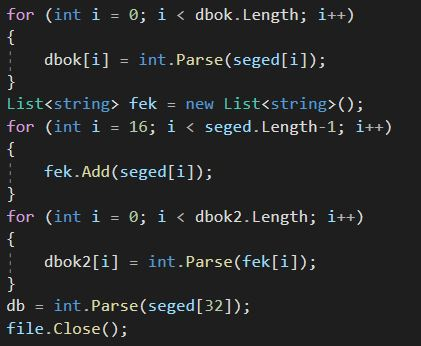 for (int i = 0; i < dbok.Length; i++)
{
    dbok[i] = int.Parse(seged[i]);
}
List<string> fek = new List<string>();
for (int i = 16; i < seged.Length-1; i++)
{
    fek.Add(seged[i]);
}
for (int i = 0; i < dbok2.Length; i++)
{
    dbok2[i] = int.Parse(fek[i]);
}
db = int.Parse(seged[32]);
file.Close();